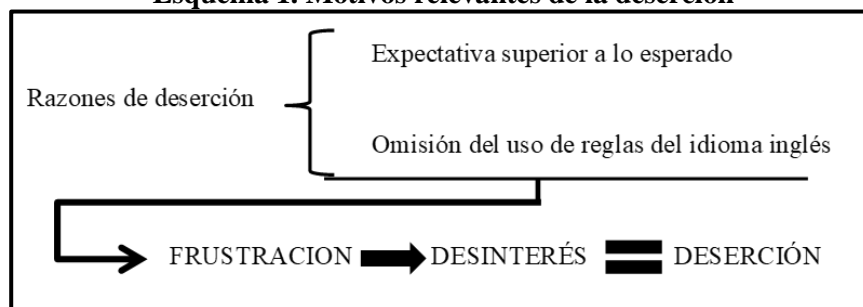 Esquema 1. Motivos relevantes de la deserción
Expectativa superior a lo esperado
Razones de deserción
Omisión del uso de reglas del idioma inglés
FRUSTRACION DESINTERÉS DESERCIÓN